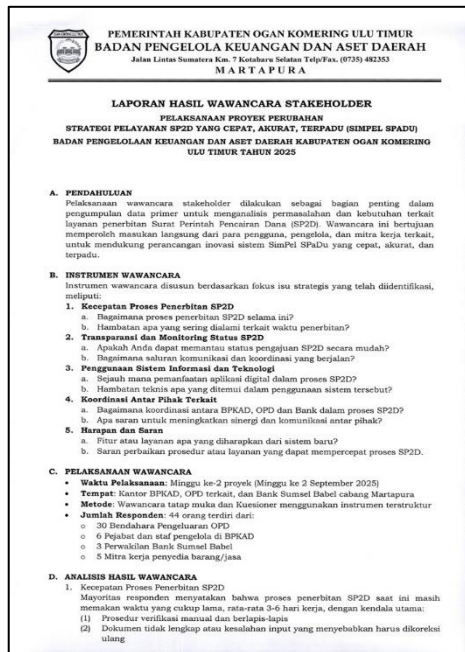 PEMERINTAH KABUPATEN OGAN KOMERING ULU TIMUR
BADAN PENGELOLA KEUANGAN DAN ASET DAERAH
Jalan Lintas Sumatera Km. 7 Kotabaru Selatan Telp/Fax. (0735) 482353
MARTAPURA
LAPORAN HASIL WAWANCARA STAKEHOLDER
PELAKSANAAN PROYEK PERUBAHAN
STRATEGI PELAYANAN SP2D YANG CEPAT, AKURAT, TERPADU (SIMPEL SPADU)
BADAN PENGELOLAAN KEUANGAN DAN ASET DAERAH KABUPATEN OGAN KOMERING
ULU TIMUR TAHUN 2025
A. PENDAHULUAN
Pelaksanaan wawancara stakeholder dilakukan sebagai bagian penting dalam
pengumpulan data primer untuk menganalisis permasalahan dan kebutuhan terkait
layanan penerbitan Surat Perintah Pencairan Dana (SP2D). Wawancara ini bertujuan
memperoleh masukan langsung dari para pengguna, pengelola, dan mitra kerja terkait,
untuk mendukung perancangan inovasi sistem SimPel SPaDu yang cepat, akurat, dan
terpadu.
B. INSTRUMEN WAWANCARA
Instrumen wawancara disusun berdasarkan fokus isu strategis yang telah diidentifikasi,
meliputi:
1. Kecepatan Proses Penerbitan SP2D
a. Bagaimana proses penerbitan SP2D selama ini?
b. Hambatan apa yang sering dialami terkait waktu penerbitan?
2. Transparansi dan Monitoring Status SP2D
a. Apakah Anda dapat memantau status pengajuan SP2D secara mudah?
b. Bagaimana saluran komunikasi dan koordinasi yang berjalan?
3. Penggunaan Sistem Informasi dan Teknologi
a. Sejauh mana pemanfaatan aplikasi digital dalam proses SP2D?
b. Hambatan teknis apa yang ditemui dalam penggunaan sistem tersebut?
4. Koordinasi Antar Pihak Terkait
a. Bagaimana koordinasi antara BPKAD, OPD dan Bank dalam proses SP2D?
b. Apa saran untuk meningkatkan sinergi dan komunikasi antar pihak?
5. Harapan dan Saran
a. Fitur atau layanan apa yang diharapkan dari sistem baru?
b. Saran perbaikan prosedur atau layanan yang dapat mempercepat proses SP2D.
C. PELAKSANAAN WAWANCARA
• Waktu Pelaksanaan: Minggu ke-2 proyek (Minggu ke 2 September 2025)
• Tempat: Kantor BPKAD, OPD terkait, dan Bank Sumsel Babel cabang Martapura
• Metode: Wawancara tatap muka dan Kuesioner menggunakan instrumen terstruktur
• Jumlah Responden: 44 orang terdiri dari:
o 30 Bendahara Pengeluaran OPD
o 6 Pejabat dan staf pengelola di BPKAD
o 3 Perwakilan Bank Sumsel Babel
o 5 Mitra kerja penyedia barang/jasa
D. ANALISIS HASIL WAWANCARA
1. Kecepatan Proses Penerbitan SP2D
Mayoritas responden menyatakan bahwa proses penerbitan SP2D saat ini masih
memakan waktu yang cukup lama, rata-rata 3-6 hari kerja, dengan kendala utama:
(1) Prosedur verifikasi manual dan berlapis-lapis
(2) Dokumen tidak lengkap atau kesalahan input yang menyebabkan harus dikoreksi
ulang